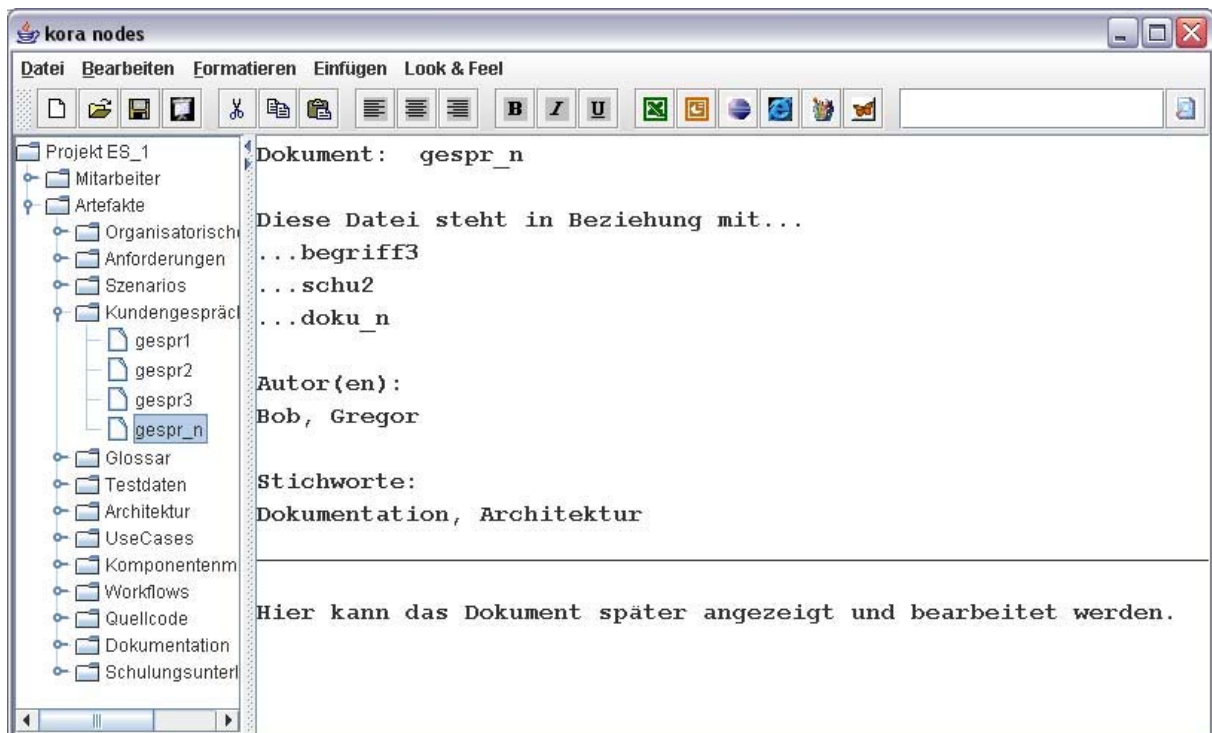 kora nodes
Datei Bearbeiten Formatieren Einfügen Look & Feel
B I U
Projekt ES_1
Mitarbeiter
Artefakte
Organisatorisch
Anforderungen
Szenarios
Kundengespräc
gespr1
gespr2
gespr3
gespr_n
Glossar
Testdaten
Architektur
UseCases
Komponentenm
Workflows
Quellcode
Dokumentation
Schulungsunterl
Dokument: gespr_n
Diese Datei steht in Beziehung mit...
...begriff3
...schu2
...doku_n
Autor(en):
Bob, Gregor
Stichworte:
Dokumentation, Architektur
Hier kann das Dokument später angezeigt und bearbeitet werden.